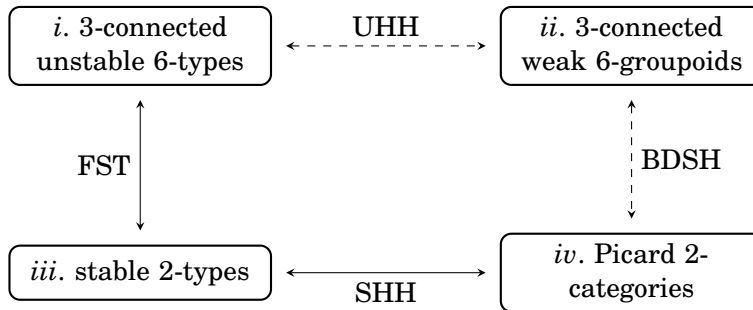 i. 3-connected
unstable 6-types
UHH
ii. 3-connected
weak 6-groupoids
FST
BDSH
iii. stable 2-types
SHH
iv. Picard 2-
categories